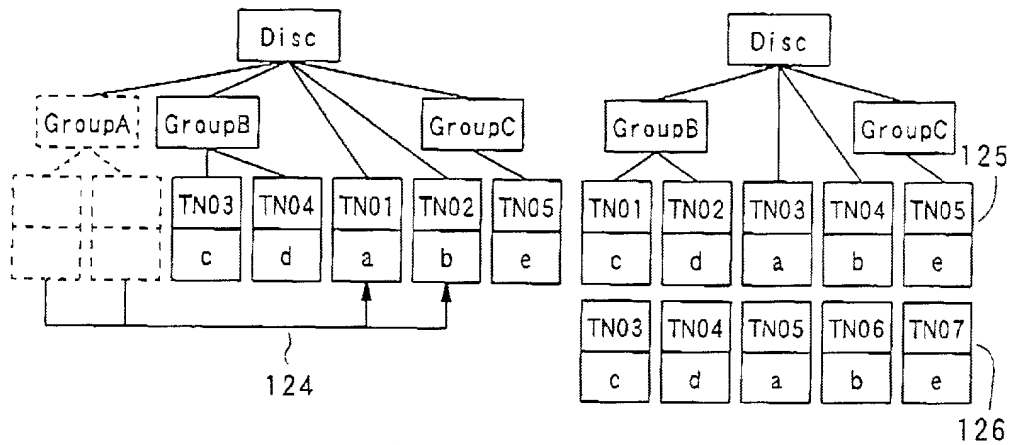 Disc
GroupA GroupB GroupC
TN03 TN04 TN01 TN02 TN05
c d a b e
124
Disc
GroupB GroupC
125
TN01 TN02 TN03 TN04 TN05
c d a b e
TN03 TN04 TN05 TN06 TN07
c d a b e
126